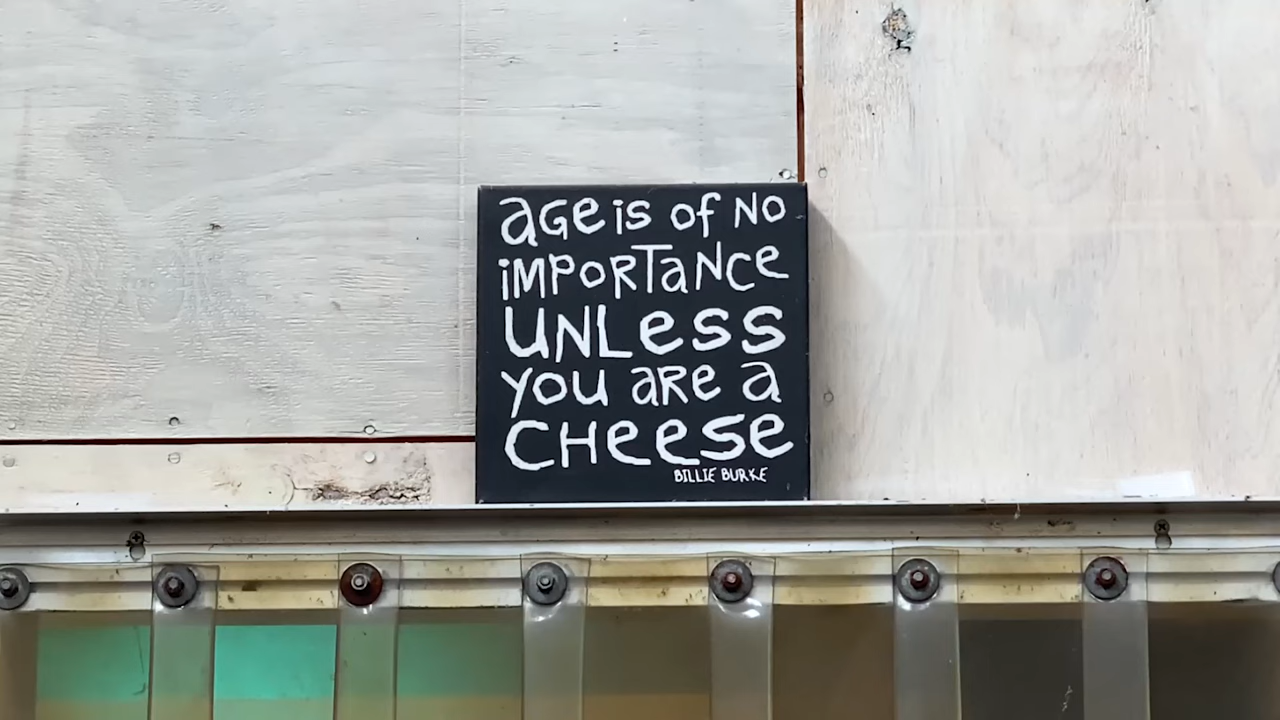 aGe is of NO
iMPORTaNce
UNLess
YOU aRe a
CHeese
BILLIE BURKE